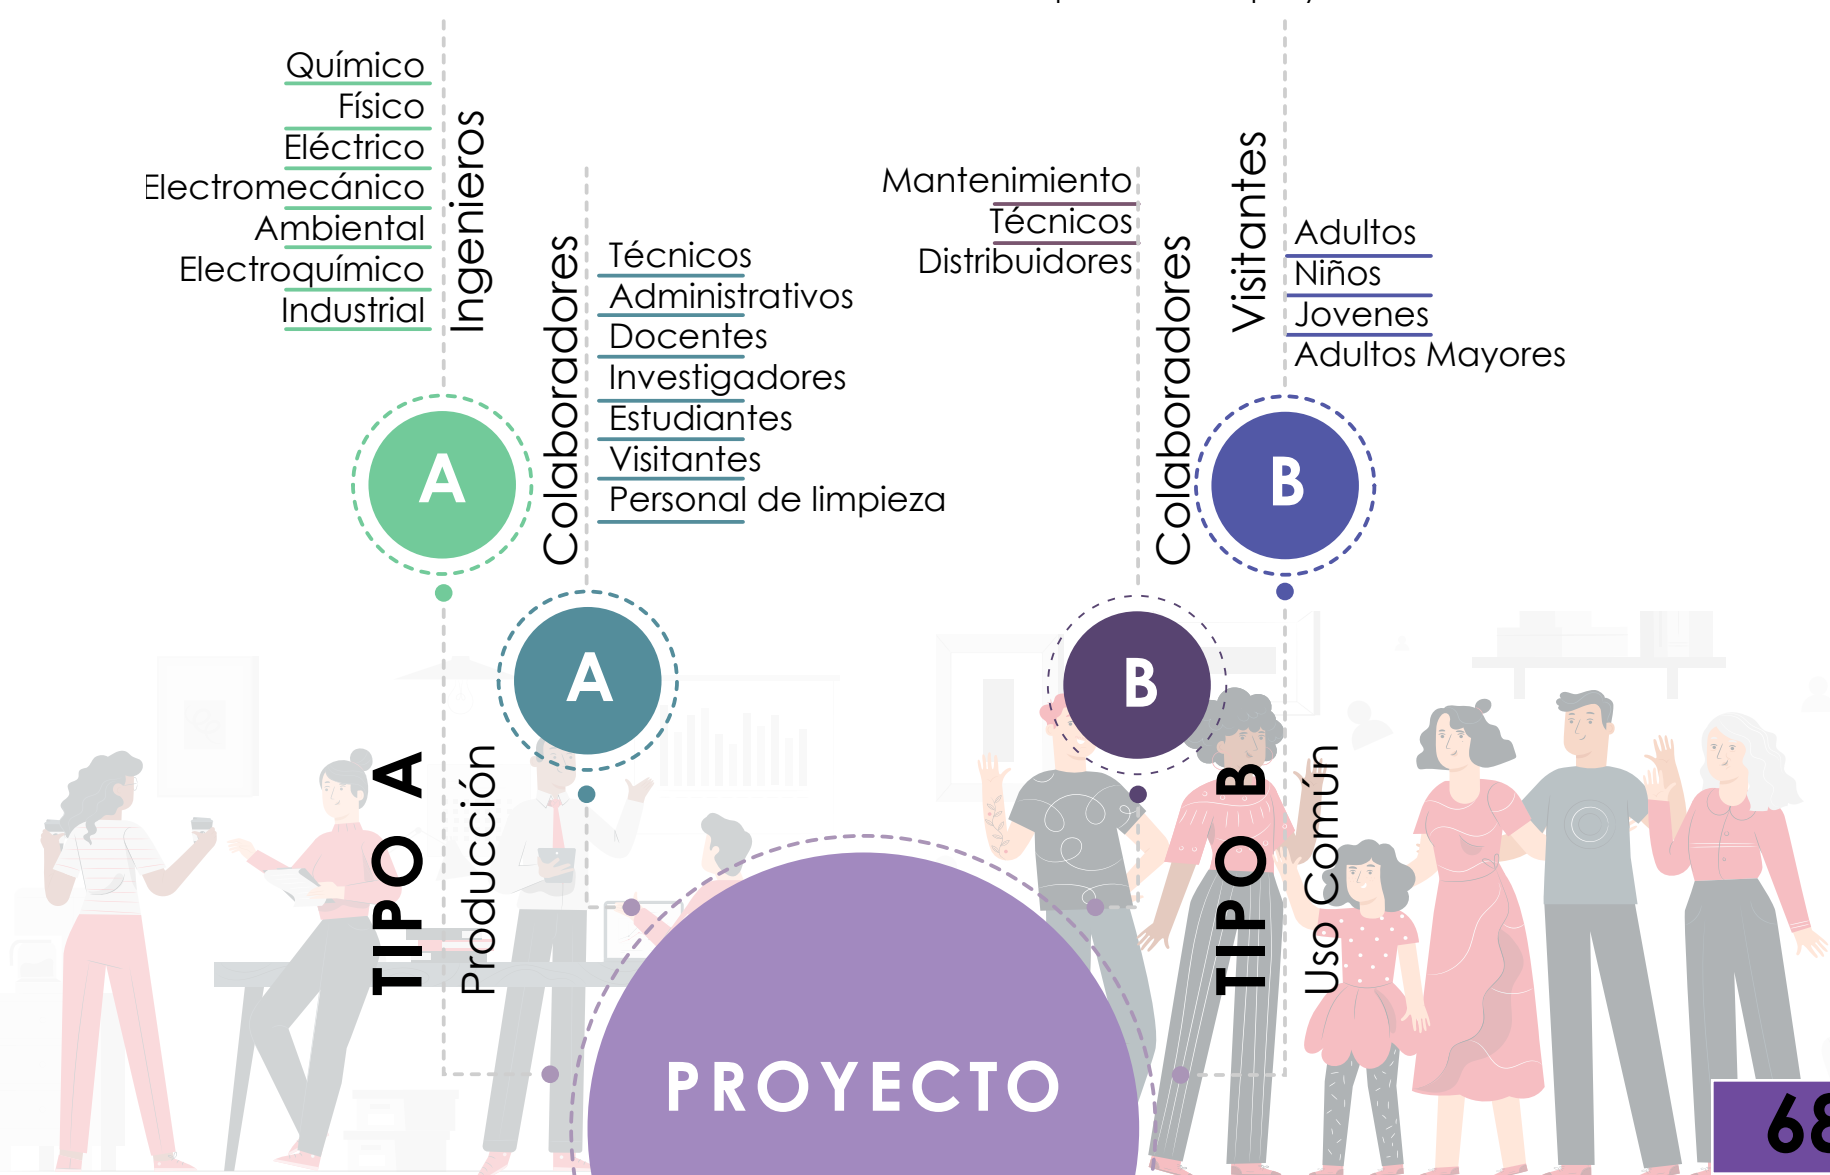 Químico
Físico
Eléctrico
Electromecánico
Ambiental
Electroquímico
Industrial
Ingenieros
A
Colaboradores
Técnicos
Administrativos
Docentes
Investigadores
Estudiantes
Visitantes
Personal de limpieza
A
TIPO A
Producción
Mantenimiento
Técnicos
Distribuidores
Colaboradores
B
Visitantes
Adultos
Niños
Jovenes
Adultos Mayores
B
TIPO B
Uso Común
PROYECTO
68